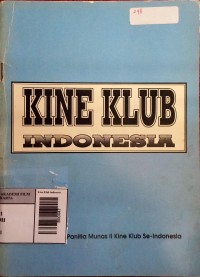 KINE KLUB
INDONESIA
Panitia Munas II Kine Klub Se-Indonesia